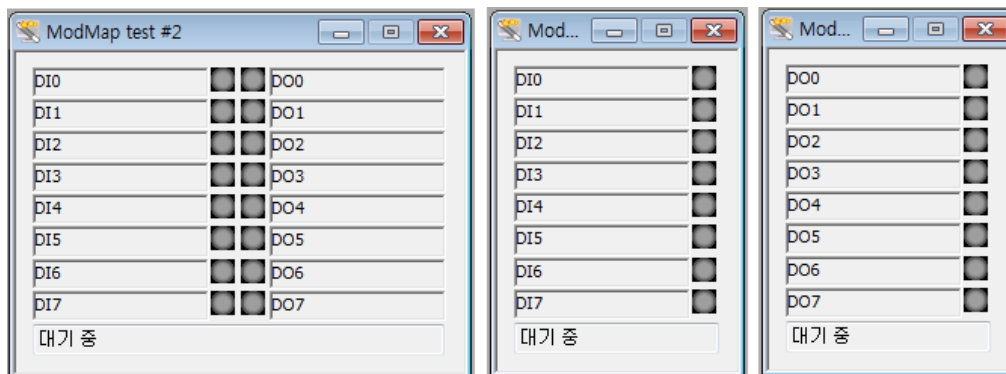 ModMap test #2
DI0 DO0
DI1 DO1
DI2 DO2
DI3 DO3
DI4 DO4
DI5 DO5
DI6 DO6
DI7 DO7
대기 중
Mod...
DI0
DI1
DI2
DI3
DI4
DI5
DI6
DI7
대기 중
Mod...
DO0
DO1
DO2
DO3
DO4
DO5
DO6
DO7
대기 중